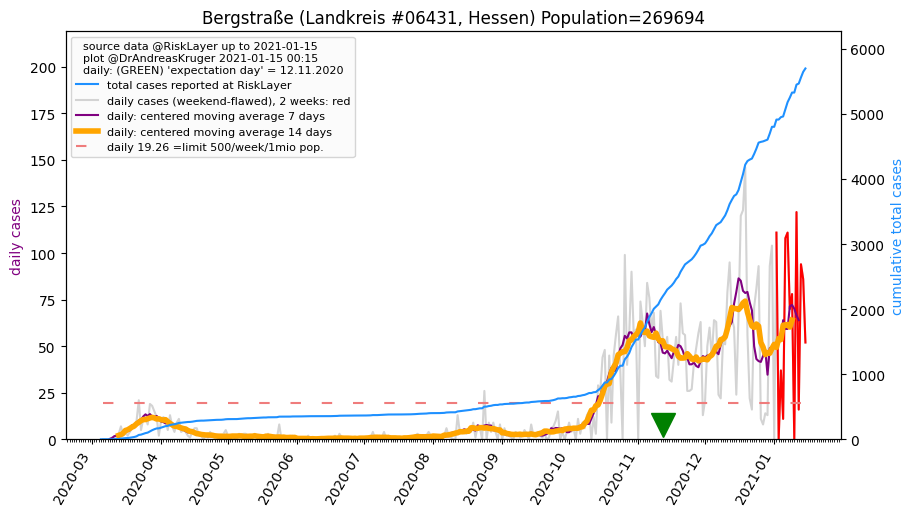 Bergstraße (Landkreis #06431, Hessen) Population=269694
source data @RiskLayer up to 2021-01-15
plot @DrAndreasKruger 2021-01-15 00:15
daily: (GREEN) 'expectation day' = 12.11.2020
total cases reported at RiskLayer
daily cases (weekend-flawed), 2 weeks: red
daily: centered moving average 7 days
daily: centered moving average 14 days
daily 19.26 =limit 500/week/1mio pop.
daily cases
200
175
150
125
100
75
50
25
0
6000
5000
4000
3000
2000
1000
0
cumulative total cases
2020-03
2020-04
2020-05
2020-06
2020-07
2020-08
2020-09
2020-10
2020-11
2020-12
2021-01